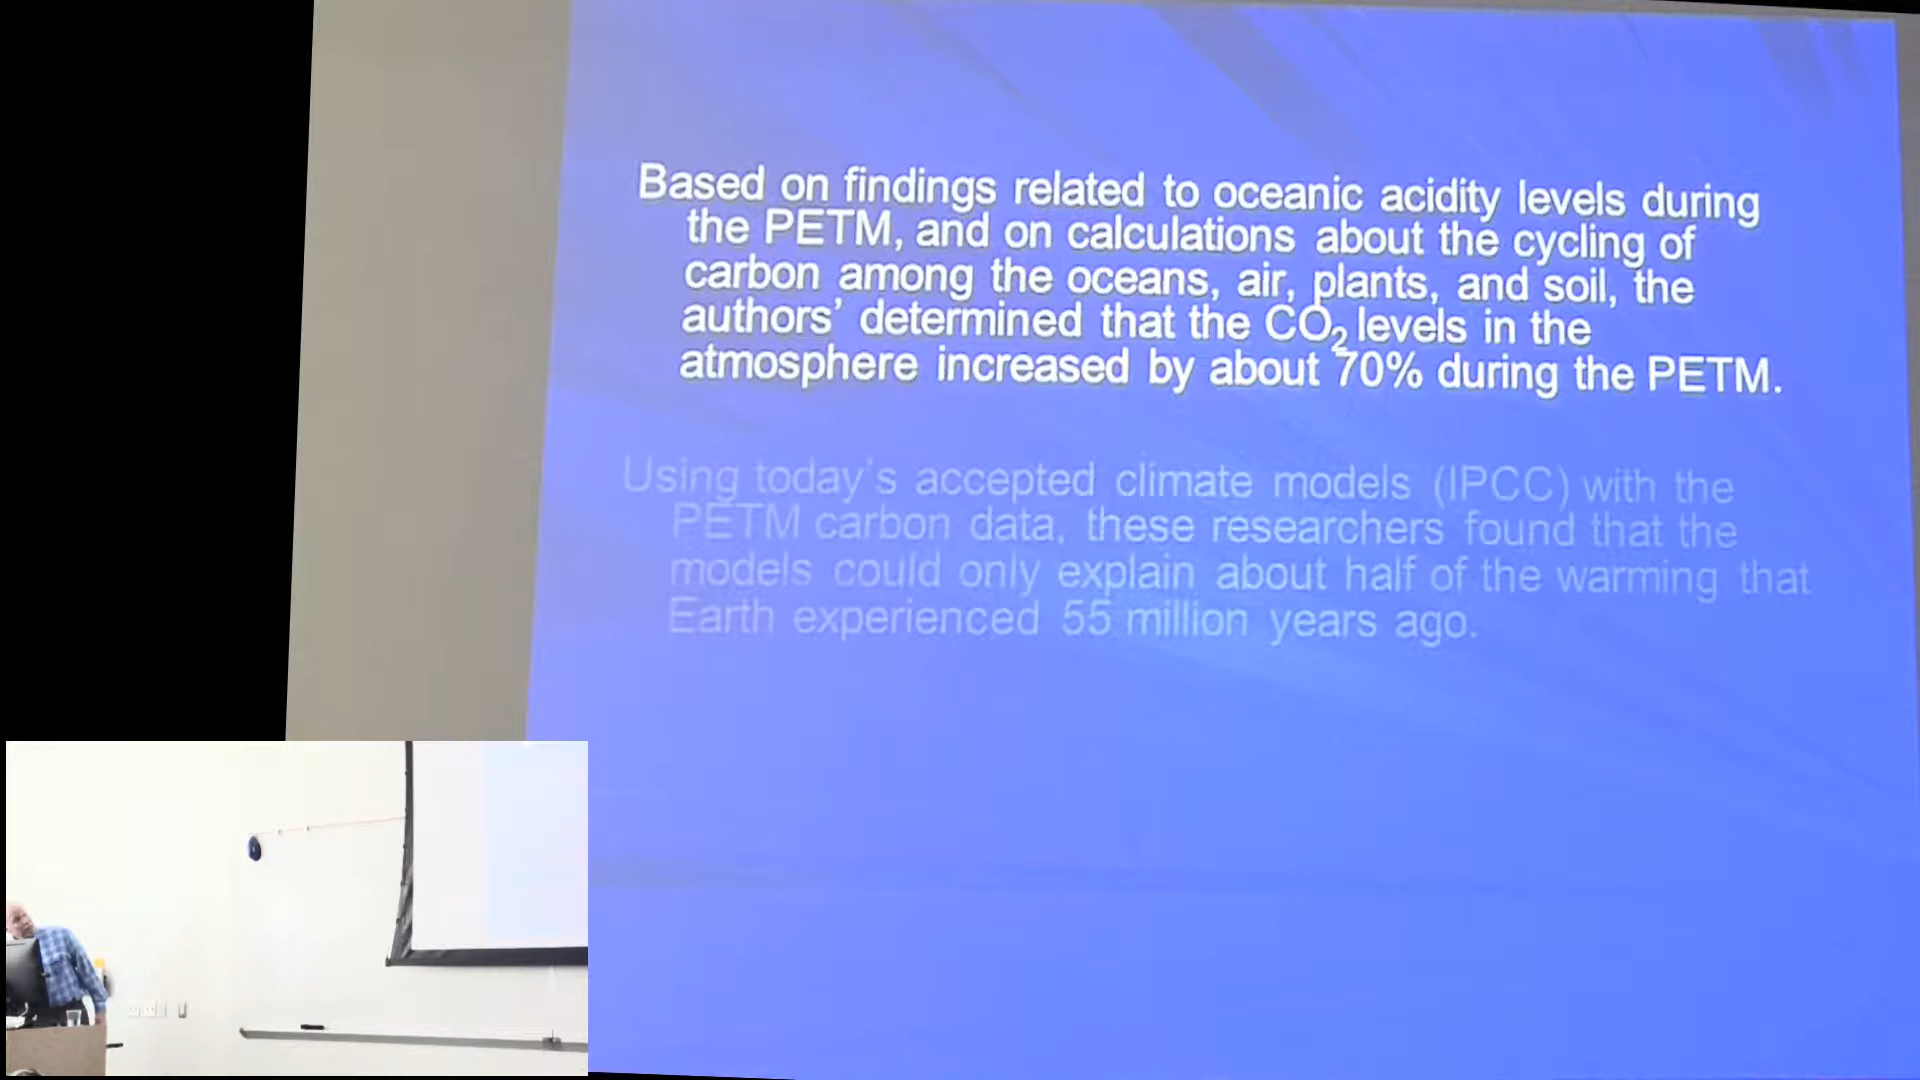 Based on findings related to oceanic acidity levels during
the PETM, and on calculations about the cycling of
carbon among the oceans, air, plants, and soil, the
authors’ determined that the CO₂ levels in the
atmosphere increased by about 70% during the PETM.
Using today’s accepted climate models (IPCC) with the
PETM carbon data, these researchers found that the
models could only explain about half of the warming that
Earth experienced 55 million years ago.